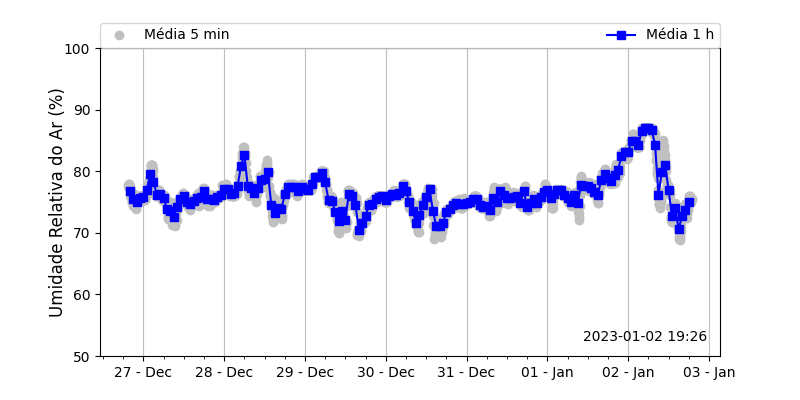 Média 5 min
Média 1 h
Umidade Relativa do Ar (%)
100
90
80
70
60
50
2023-01-02 19:26
27 - Dec
28 - Dec
29 - Dec
30 - Dec
31 - Dec
01 - Jan
02 - Jan
03 - Jan